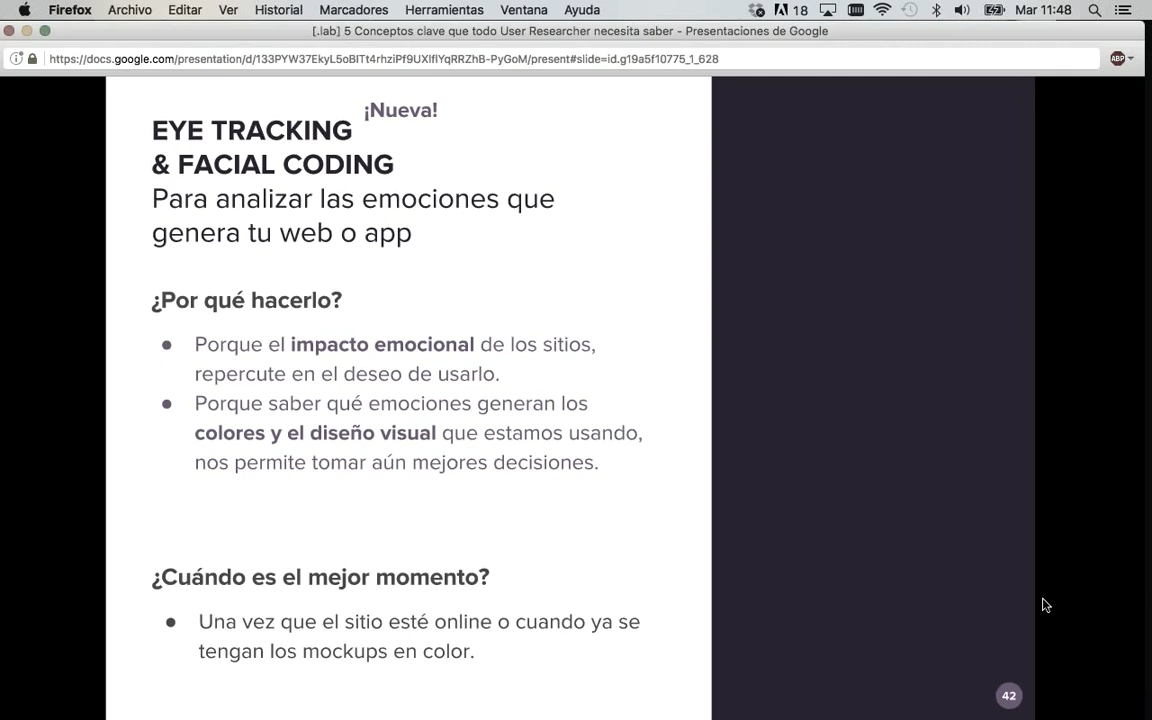 Firefox Archivo Editar Ver Historial Marcadores Herramientas Ventana Ayuda 18 Mar 11:48
[.lab] 5 Conceptos clave que todo User Researcher necesita saber - Presentaciones de Google
https://docs.google.com/presentation/d/133PYW37EkyL5oBITt4rhziPf9UXlflYqRRZhB-PyGoM/present#slide=id.g19a5f10775_1_628
ABP
¡Nueva!
EYE TRACKING
& FACIAL CODING
Para analizar las emociones que
genera tu web o app
¿Por qué hacerlo?
● Porque el impacto emocional de los sitios,
repercute en el deseo de usarlo.
● Porque saber qué emociones generan los
colores y el diseño visual que estamos usando,
nos permite tomar aún mejores decisiones.
¿Cuándo es el mejor momento?
● Una vez que el sitio esté online o cuando ya se
tengan los mockups en color.
42